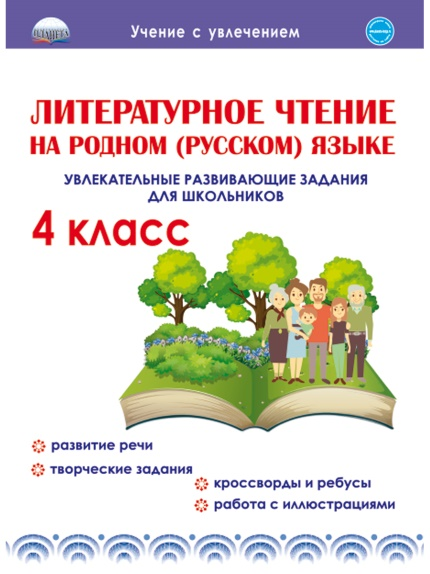 Учение с увлечением
ПЛАНЕТА
ЛИТЕРАТУРНОЕ ЧТЕНИЕ
НА РОДНОМ (РУССКОМ) ЯЗЫКЕ
УВЛЕКАТЕЛЬНЫЕ РАЗВИВАЮЩИЕ ЗАДАНИЯ
ДЛЯ ШКОЛЬНИКОВ
4 класс
развитие речи
творческие задания
кроссворды и ребусы
работа с иллюстрациями